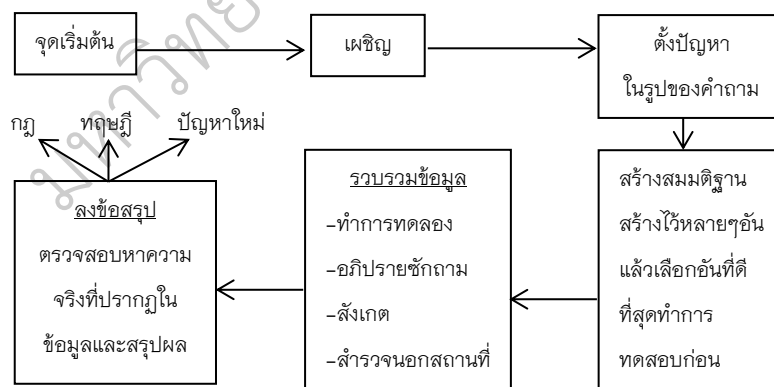 จุดเริ่มต้น
เผชิญ
ตั้งปัญหา
ในรูปของคำถาม
สร้างสมมติฐาน
สร้างไว้หลายๆอัน
แล้วเลือกอันที่ดี
ที่สุดทำการ
ทดสอบก่อน
รวบรวมข้อมูล
-ทำการทดลอง
-อภิปรายซักถาม
-สังเกต
-สำรวจนอกสถานที่
ลงข้อสรุป
ตรวจสอบหาความ
จริงที่ปรากฏใน
ข้อมูลและสรุปผล
กฎ
ทฤษฎี
ปัญหาใหม่
มหาวิทย